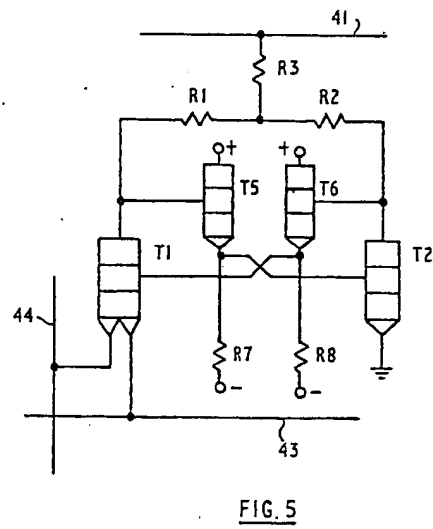 41
R3
R1
R2
+
+
T5
T6
T1
T2
44
R7
R8
-
-
43
FIG. 5